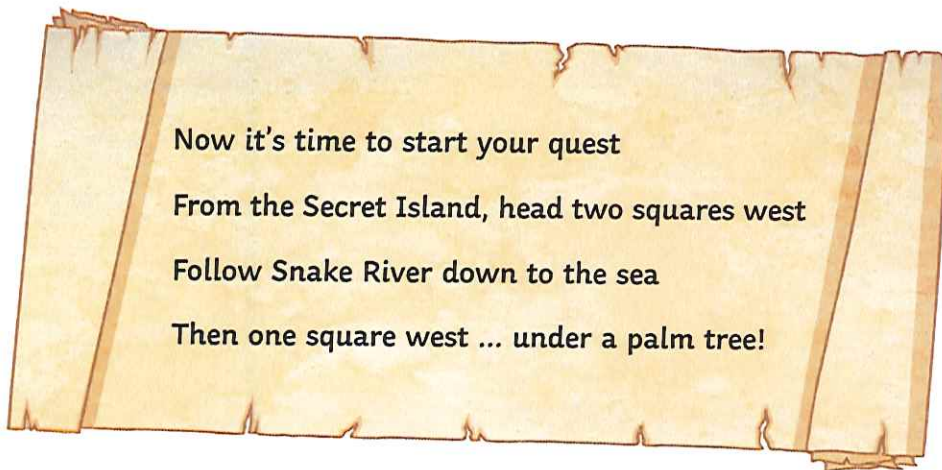 Now it's time to start your quest
From the Secret Island, head two squares west
Follow Snake River down to the sea
Then one square west ... under a palm tree!